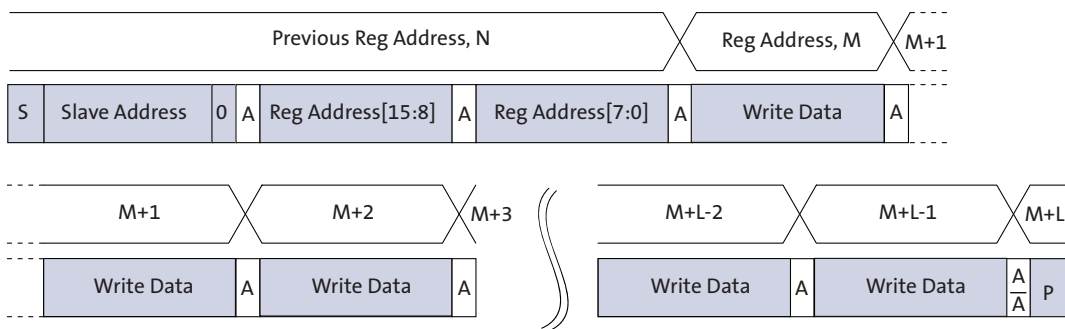 Previous Reg Address, N Reg Address, M M+1
S Slave Address 0 A Reg Address[15:8] A Reg Address[7:0] A Write Data A
M+1 M+2 M+3 M+L-2 M+L-1 M+L
Write Data A Write Data A Write Data A Write Data A/A̅ P